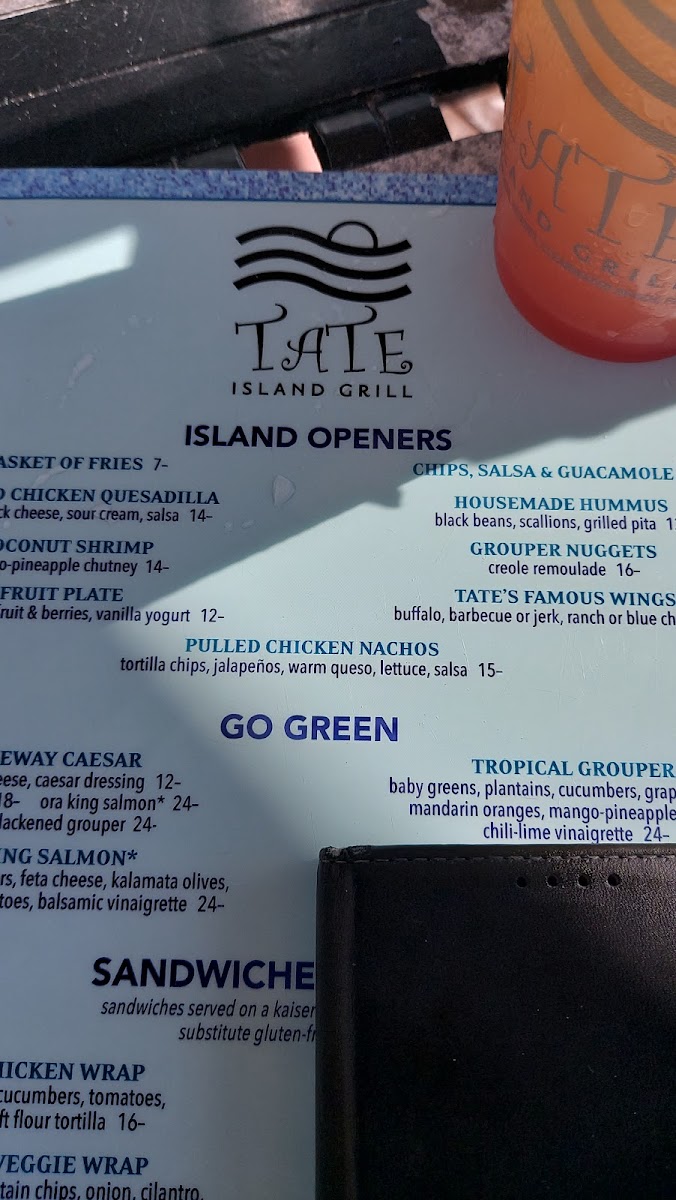 TATE
ISLAND GRILL
TATE
ISLAND GRILL
ISLAND OPENERS
ASKET OF FRIES 7–
CHICKEN QUESADILLA
ck cheese, sour cream, salsa 14–
OCONUT SHRIMP
o-pineapple chutney 14–
FRUIT PLATE
fruit & berries, vanilla yogurt 12–
CHIPS, SALSA & GUACAMOLE
HOUSEMADE HUMMUS
black beans, scallions, grilled pita
GROUPER NUGGETS
creole remoulade 16–
TATE'S FAMOUS WINGS
buffalo, barbecue or jerk, ranch or blue ch
PULLED CHICKEN NACHOS
tortilla chips, jalapeños, warm queso, lettuce, salsa 15–
GO GREEN
EWAY CAESAR
eese, caesar dressing 12–
18– ora king salmon* 24–
lackened grouper 24-
ING SALMON*
rs, feta cheese, kalamata olives,
toes, balsamic vinaigrette 24–
TROPICAL GROUPER
baby greens, plantains, cucumbers, grap
mandarin oranges, mango-pineapple
chili-lime vinaigrette 24–
SANDWICHE
sandwiches served on a kaiser
substitute gluten-fr
HICKEN WRAP
cucumbers, tomatoes,
ft flour tortilla 16–
VEGGIE WRAP
tain chips, onion, cilantro,